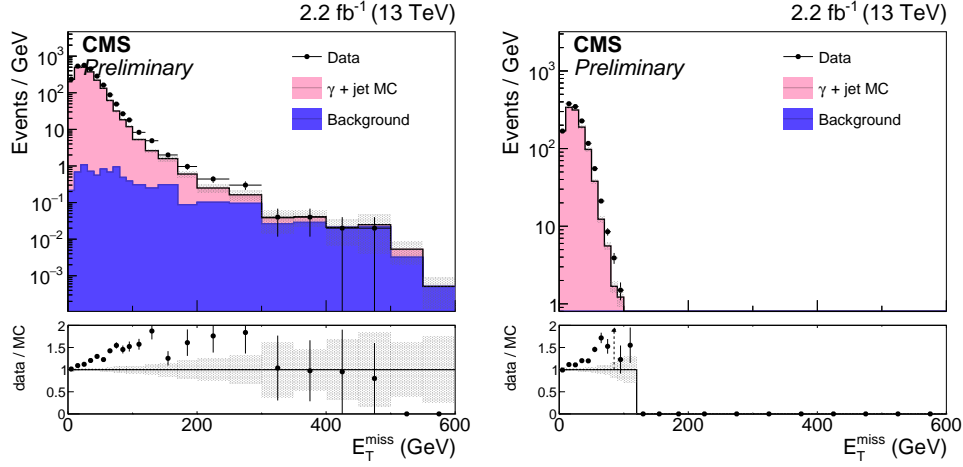 2.2 fb⁻¹ (13 TeV)
CMS
Preliminary
Data
γ + jet MC
Background
Events / GeV
10³
10²
10
1
10⁻¹
10⁻²
10⁻³
data / MC
2
1.5
1
0.5
0
0 200 400 600
E_T^miss (GeV)
2.2 fb⁻¹ (13 TeV)
CMS
Preliminary
Data
γ + jet MC
Background
Events / GeV
10³
10²
10
1
data / MC
2
1.5
1
0.5
0
0 200 400 600
E_T^miss (GeV)